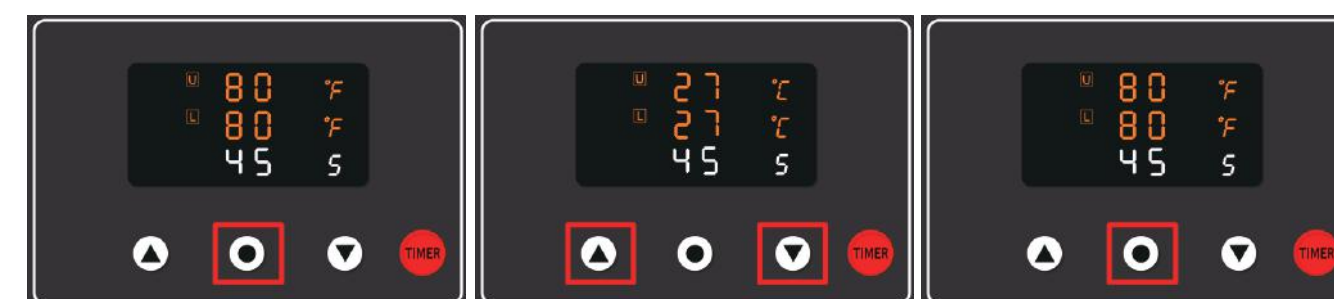 U 80 °F
L 80 °F
45 S
TIMER
U 27 °C
L 27 °C
45 S
TIMER
U 80 °F
L 80 °F
45 S
TIMER